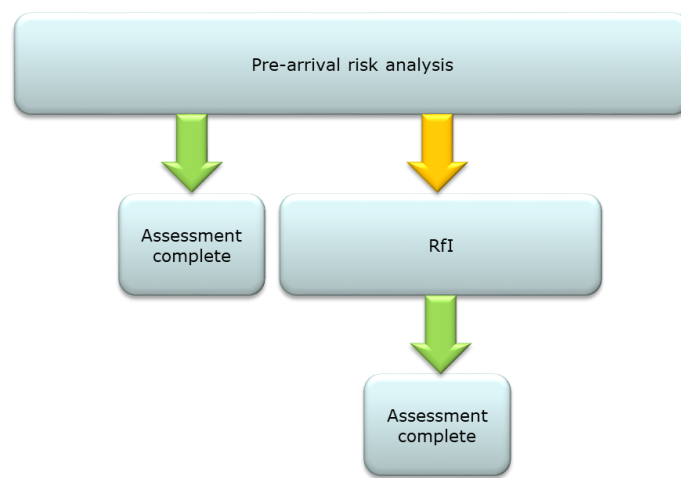 Pre-arrival risk analysis
Assessment
complete
RfI
Assessment
complete